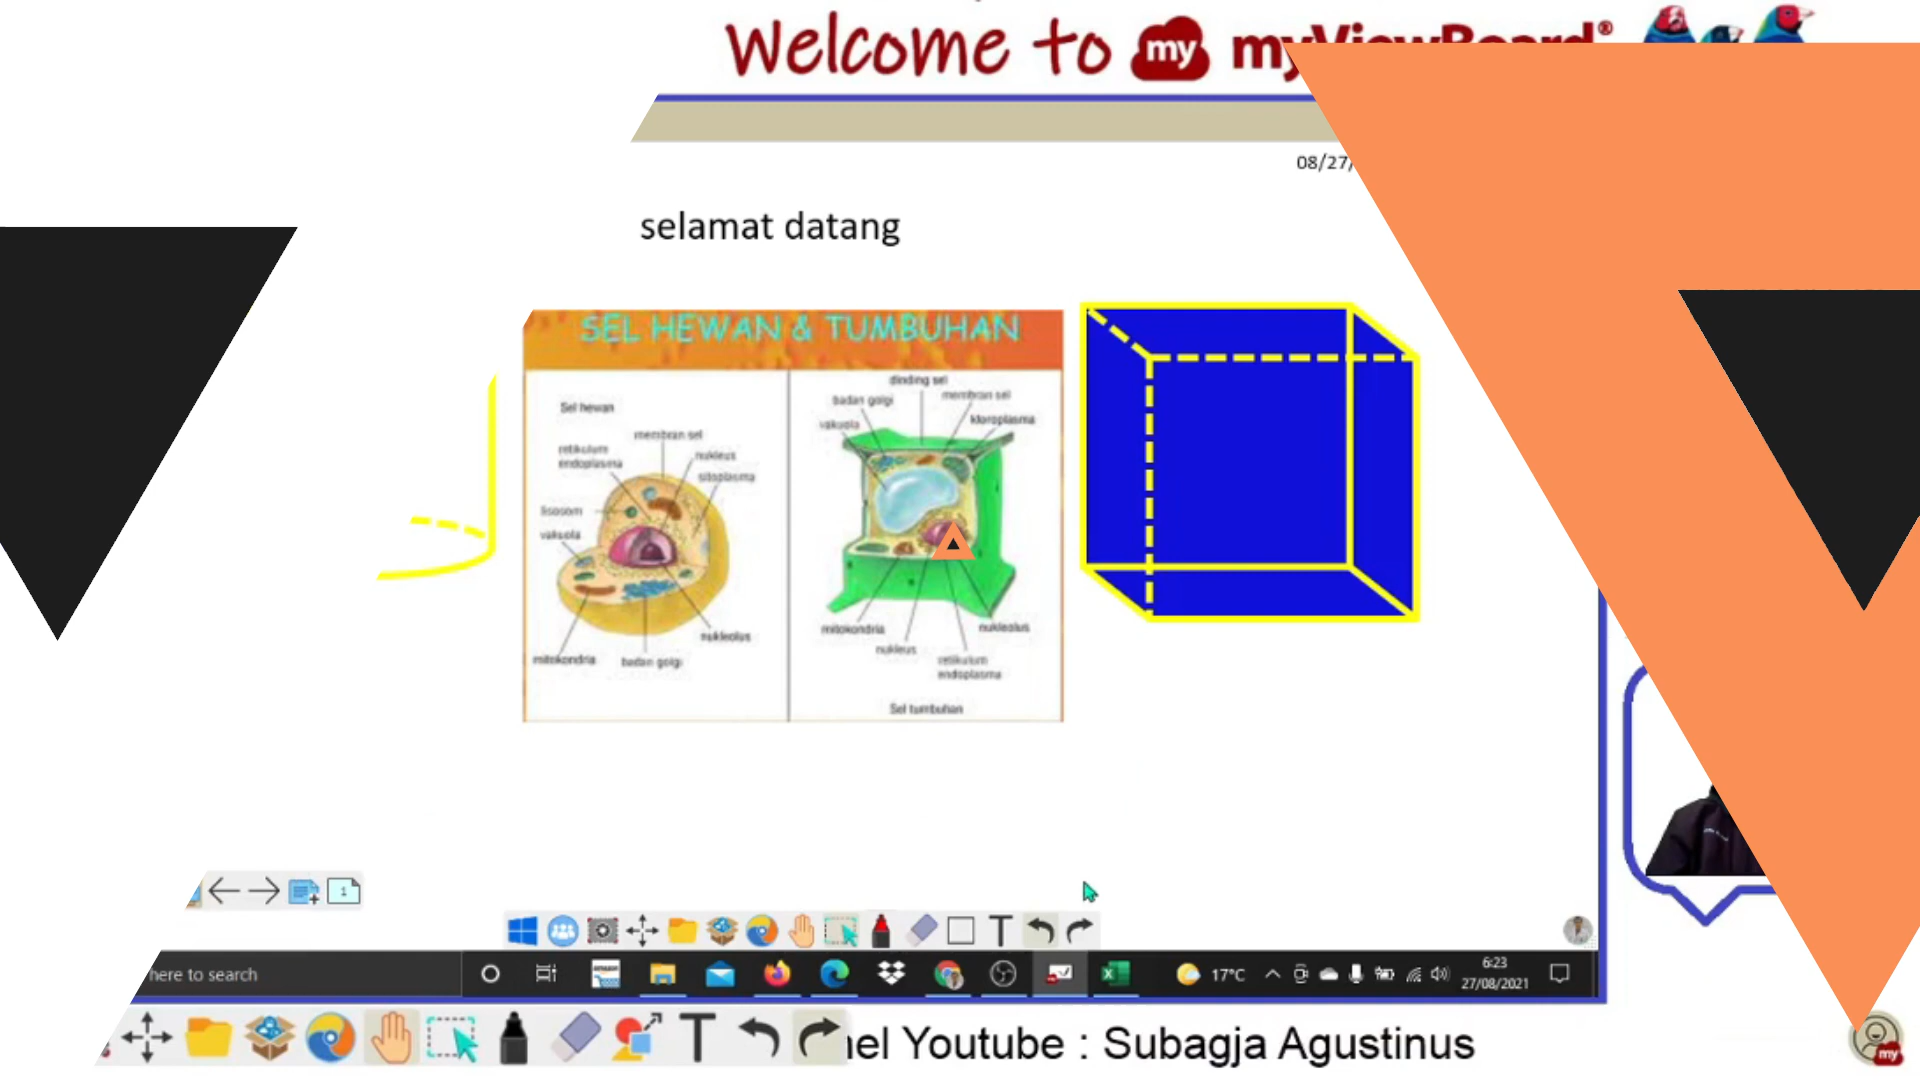 Welcome to my myViewBoard®
08/27/
selamat datang
SEL HEWAN & TUMBUHAN
Sel hewan
membran sel
retikulum
endoplasma
nukleus
sitoplasma
lisosom
vakuola
nukleolus
mitokondria
badan golgi
dinding sel
badan golgi
membran sel
vakuola
kloroplasma
mitokondria
nukleolus
nukleus
retikulum
endoplasma
Sel tumbuhan
1
T
here to search
17°C
6:23
27/08/2021
T
nel Youtube : Subagja Agustinus
my